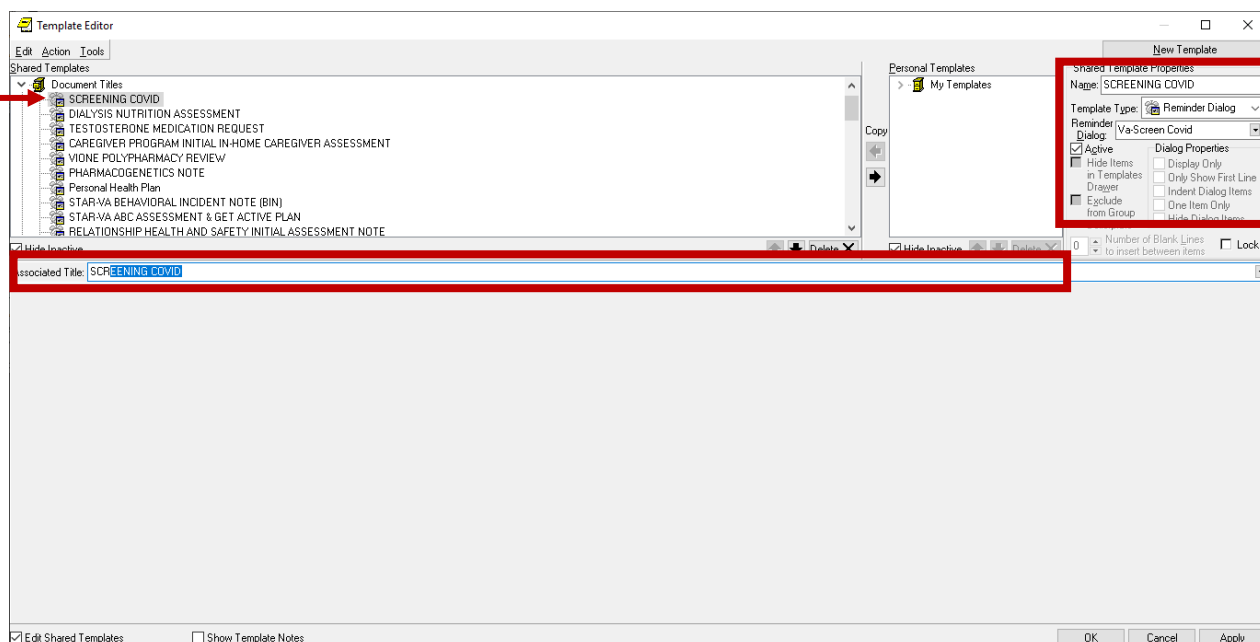 Template Editor
Edit Action Tools
New Template
Shared Templates
Document Titles
SCREENING COVID
DIALYSIS NUTRITION ASSESSMENT
TESTOSTERONE MEDICATION REQUEST
CAREGIVER PROGRAM INITIAL IN-HOME CAREGIVER ASSESSMENT
VIONE POLYPHARMACY REVIEW
PHARMACOGENETICS NOTE
Personal Health Plan
STAR-VA BEHAVIORAL INCIDENT NOTE (BIN)
STAR-VA ABC ASSESSMENT & GET ACTIVE PLAN
RELATIONSHIP HEALTH AND SAFETY INITIAL ASSESSMENT NOTE
Hide Inactive
Delete
Copy
Personal Templates
My Templates
Hide Inactive
Delete
Shared Template Properties
Name: SCREENING COVID
Template Type: Reminder Dialog
Reminder
Dialog: Va-Screen Covid
Active
Hide Items
in Templates
Drawer
Exclude
from Group
Dialog Properties
Display Only
Only Show First Line
Indent Dialog Items
One Item Only
Hide Dialog Items
0 Number of Blank Lines
to insert between items
Lock
Associated Title: SCREENING COVID
Edit Shared Templates
Show Template Notes
OK Cancel Apply